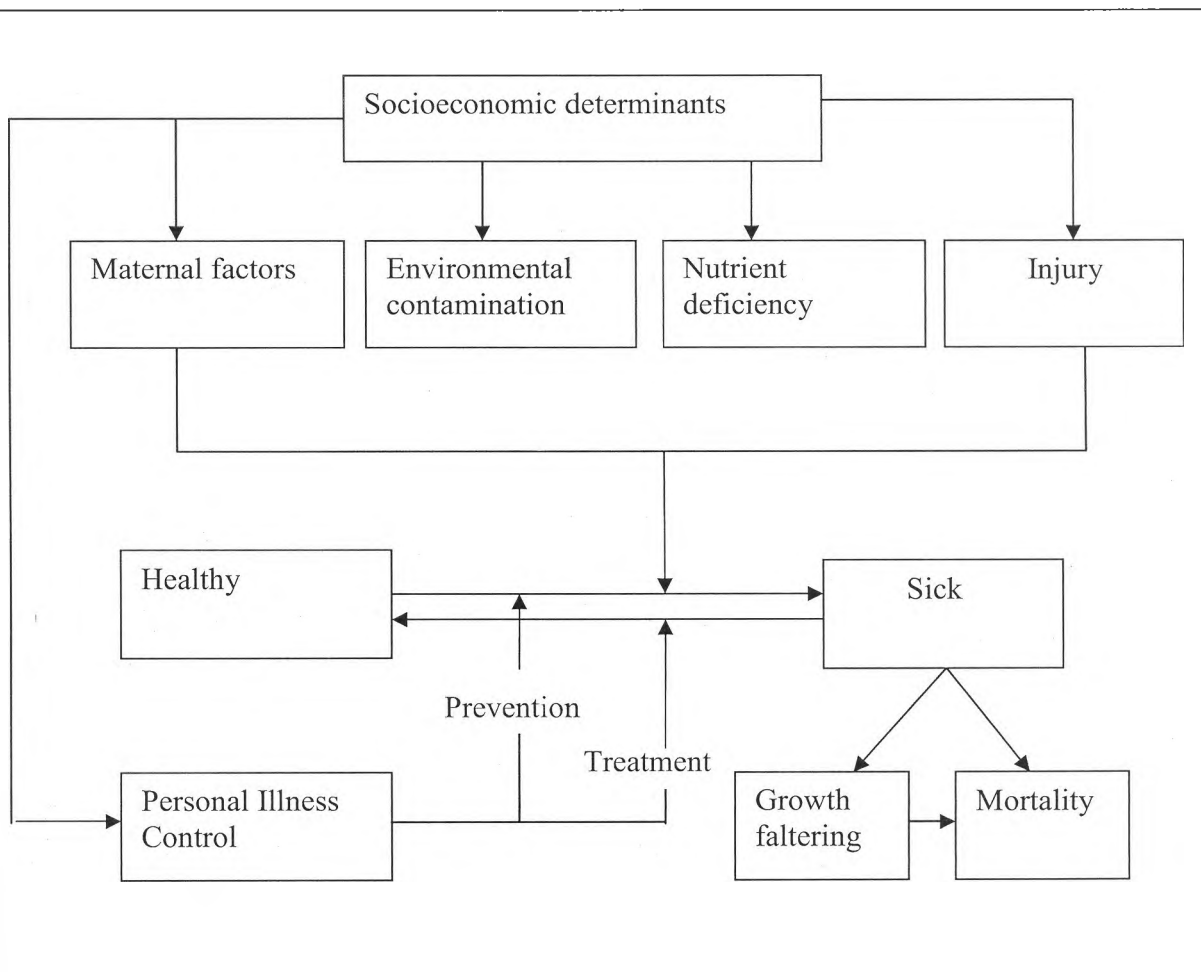 Socioeconomic determinants
Maternal factors
Environmental
contamination
Nutrient
deficiency
Injury
Healthy
Sick
Prevention
Treatment
Personal Illness
Control
Growth
faltering
Mortality